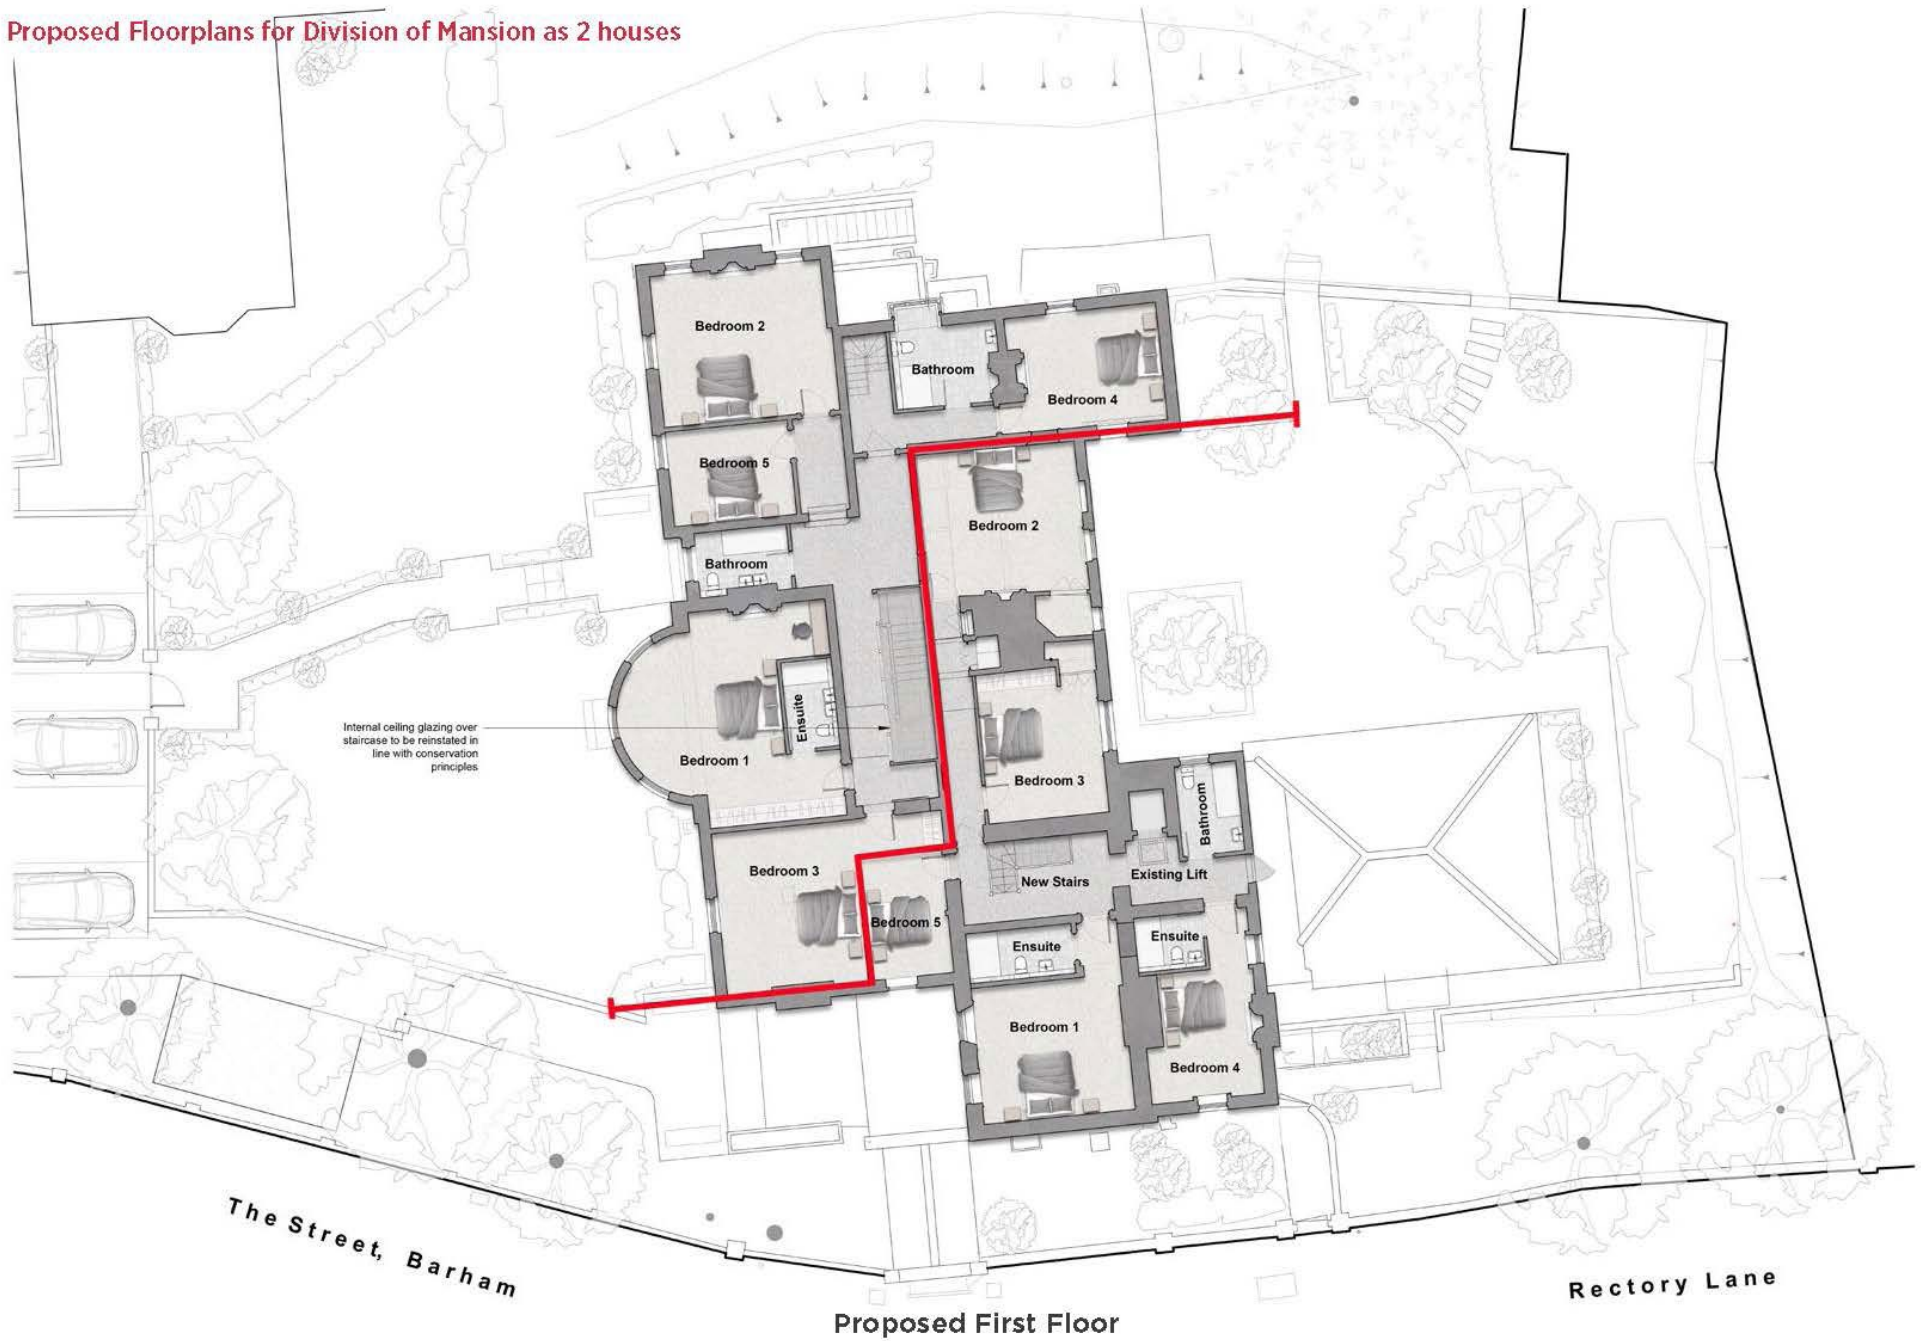 Proposed Floorplans for Division of Mansion as 2 houses
Bedroom 2
Bathroom
Bedroom 4
Bedroom 5
Bedroom 2
Bathroom
Ensuite
Internal ceiling glazing over
staircase to be reinstated in
line with conservation
principles
Bedroom 1
Bedroom 3
Bathroom
Bedroom 3
New Stairs
Existing Lift
Bedroom 5
Ensuite
Ensuite
Bedroom 1
Bedroom 4
The Street, Barham
Rectory Lane
Proposed First Floor